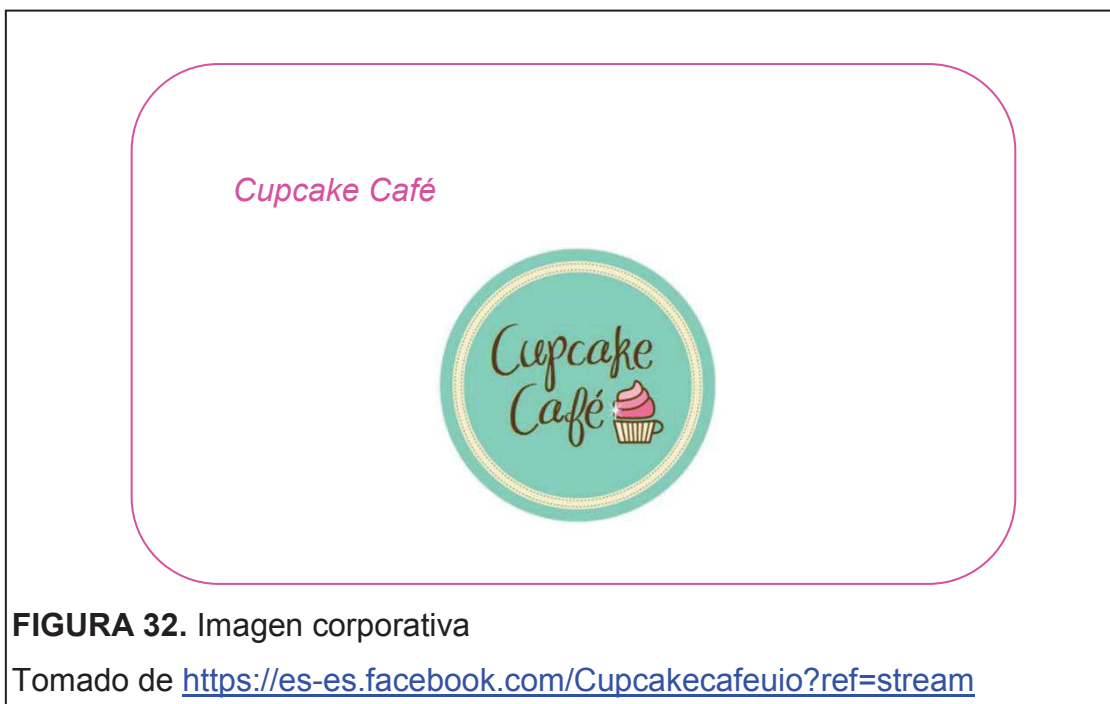 Cupcake Café
Cupcake
Café
FIGURA 32. Imagen corporativa
Tomado de https://es-es.facebook.com/Cupcakecafeuio?ref=stream